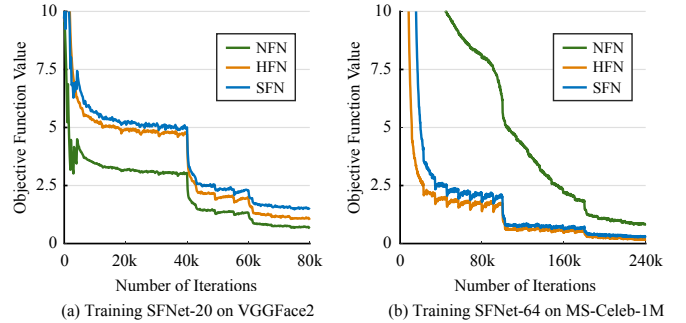 10
7.5
5
2.5
0
Objective Function Value
NFN
HFN
SFN
0
20k
40k
60k
80k
Number of Iterations
(a) Training SFNet-20 on VGGFace2
10
7.5
5
2.5
0
Objective Function Value
NFN
HFN
SFN
0
80k
160k
240k
Number of Iterations
(b) Training SFNet-64 on MS-Celeb-1M